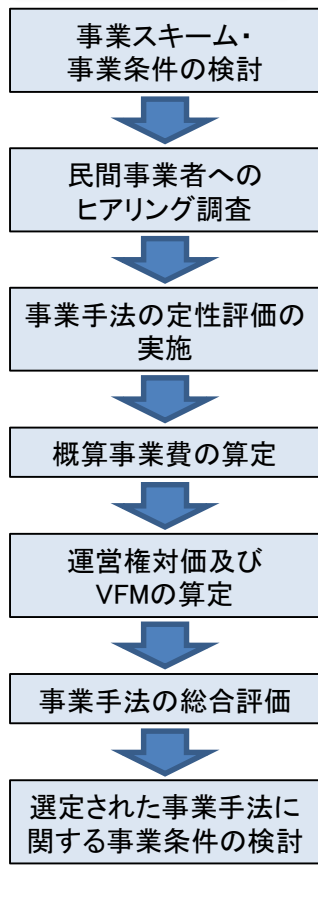 事業スキーム・
事業条件の検討
民間事業者への
ヒアリング調査
事業手法の定性評価の
実施
概算事業費の算定
運営権対価及び
VFMの算定
事業手法の総合評価
選定された事業手法に
関する事業条件の検討